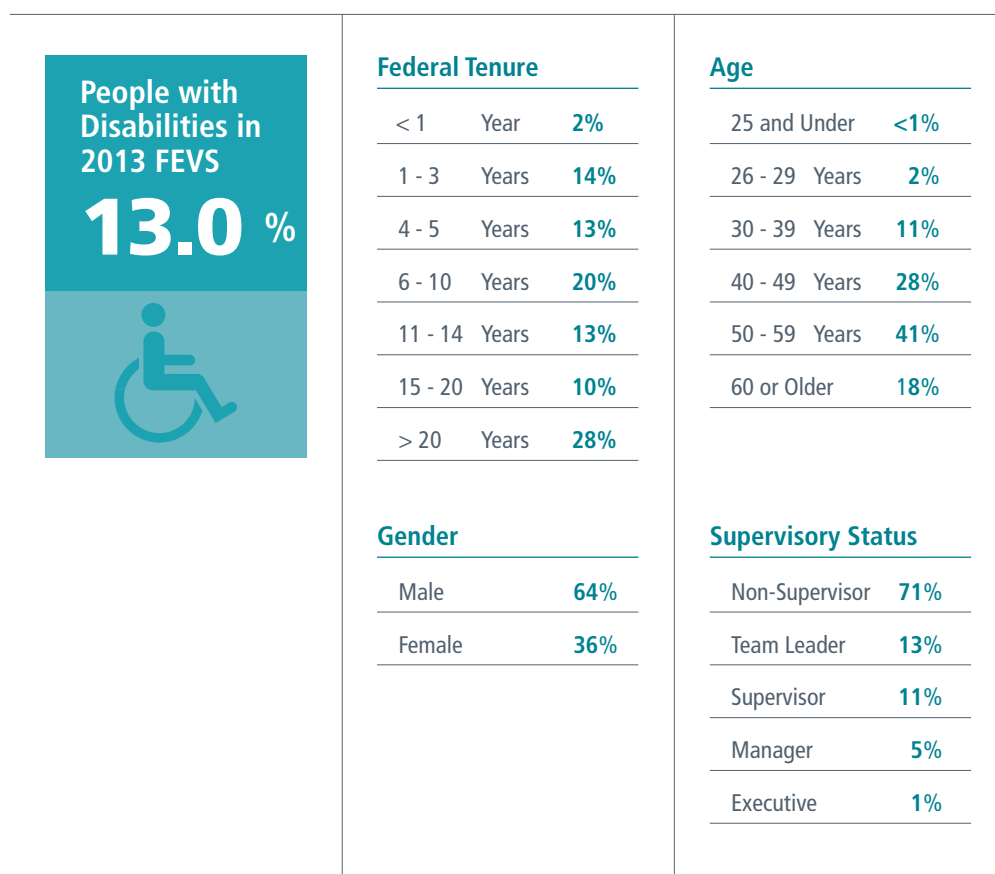 People with
Disabilities in
2013 FEVS
13.0 %
Federal Tenure
< 1 Year 2%
1 - 3 Years 14%
4 - 5 Years 13%
6 - 10 Years 20%
11 - 14 Years 13%
15 - 20 Years 10%
> 20 Years 28%
Gender
Male 64%
Female 36%
Age
25 and Under <1%
26 - 29 Years 2%
30 - 39 Years 11%
40 - 49 Years 28%
50 - 59 Years 41%
60 or Older 18%
Supervisory Status
Non-Supervisor 71%
Team Leader 13%
Supervisor 11%
Manager 5%
Executive 1%